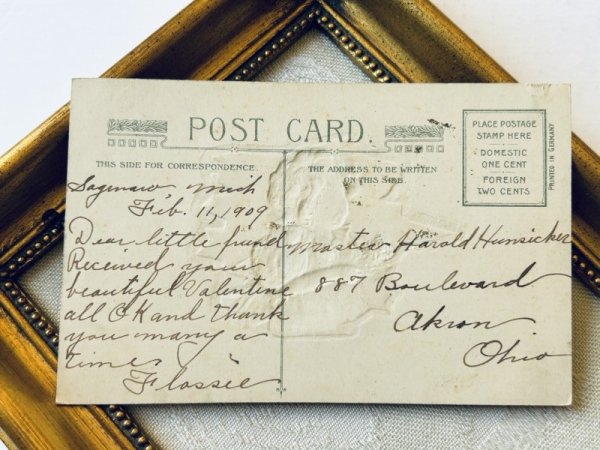 POST CARD
THIS SIDE FOR CORRESPONDENCE
THE ADDRESS TO BE WRITTEN
ON THIS SIDE
PLACE POSTAGE
STAMP HERE
DOMESTIC
ONE CENT
FOREIGN
TWO CENTS
PRINTED IN GERMANY
Saginaw, Mich
Feb. 11, 1909
Dear little friend
Received your
beautiful Valentine
all OK and thank
you many a
time.
Flossie
Master Harold Hunsicker
887 Boulevard
Akron
Ohio